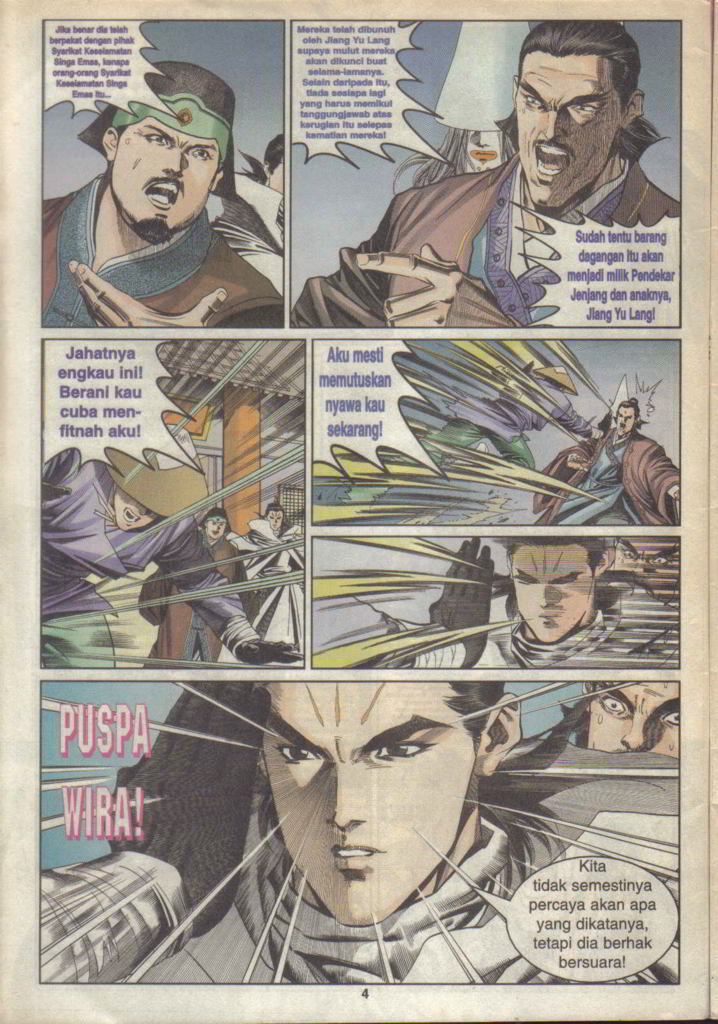 Jika benar dia telah
berpakat dengan pihak
Syarikat Keselamatan
Singa Emas, kenapa
orang-orang Syarikat
Keselamatan Singa
Emas itu...
Mereka telah dibunuh
oleh Jiang Yu Lang
supaya mulut mereka
akan dikunci buat
selama-lamanya.
Selain daripada itu,
tiada sesiapa lagi
yang harus memikul
tanggungjawab atas
kerugian itu selepas
kematian mereka!
Sudah tentu barang
dagangan itu akan
menjadi milik Pendekar
Jenjang dan anaknya,
Jiang Yu Lang!
Jahatnya
engkau ini!
Berani kau
cuba men-
fitnah aku!
Aku mesti
memutuskan
nyawa kau
sekarang!
PUSPA
WIRA!
Kita
tidak semestinya
percaya akan apa
yang dikatanya,
tetapi dia berhak
bersuara!
4